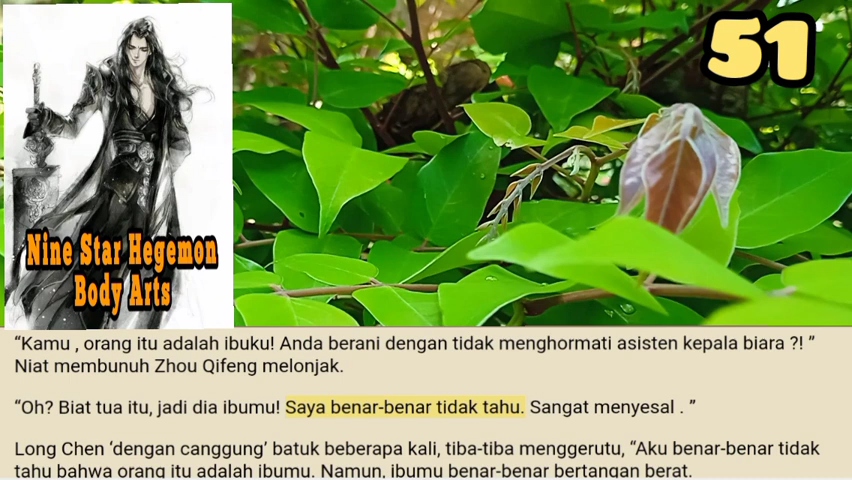 51
Nine Star Hegemon
Body Arts
“Kamu , orang itu adalah ibuku! Anda berani dengan tidak menghormati asisten kepala biara ?! ”
Niat membunuh Zhou Qifeng melonjak.
“Oh? Biat tua itu, jadi dia ibumu! Saya benar-benar tidak tahu. Sangat menyesal . ”
Long Chen ‘dengan canggung’ batuk beberapa kali, tiba-tiba menggerutu, “Aku benar-benar tidak
tahu bahwa orang itu adalah ibumu. Namun, ibumu benar-benar bertangan berat.